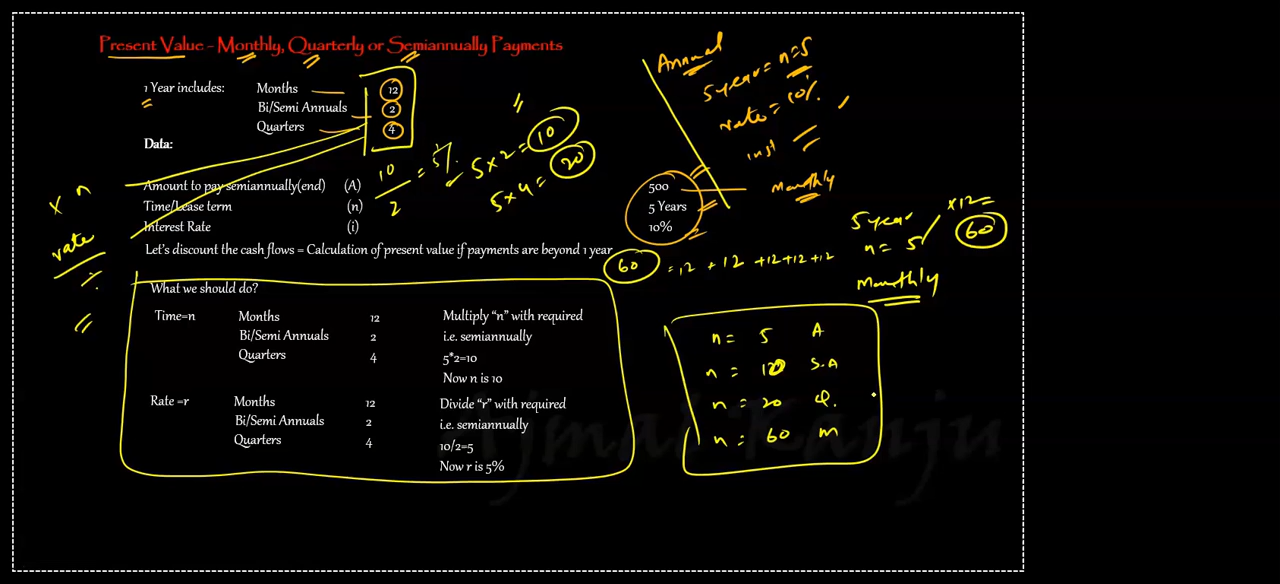 Present Value - Monthly, Quarterly or Semiannually Payments
1 Year includes: Months 12
Bi/Semi Annuals 2
Quarters 4
Data:
Amount to pay semiannually(end) (A) 500
Time/Lease term (n) 5 Years
Interest Rate (i) 10%
Let's discount the cash flows = Calculation of present value if payments are beyond 1 year
What we should do?
Time=n Months 12 Multiply "n" with required
Bi/Semi Annuals 2 i.e. semiannually
Quarters 4 5*2=10
Now n is 10
Rate =r Months 12 Divide "r" with required
Bi/Semi Annuals 2 i.e. semiannually
Quarters 4 10/2=5
Now r is 5%
Annual
5 year = n=5
rate = 10%
inst
monthly
10/2 = 5%
5×2= 10
5×4= 20
× n
rate ÷
5 year ×12=
n= 5 60
Monthly
60 =12 + 12 +12+12+12
n= 5 A
n= 10 S.A
n= 20 Q.
n= 60 m
Ijmal Kanju